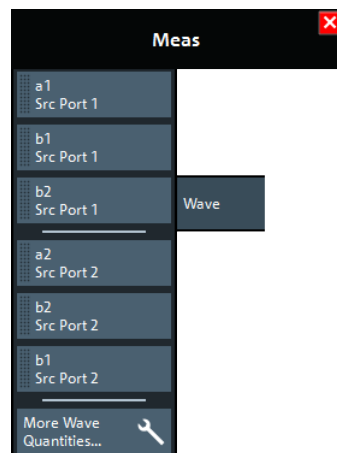 Meas
a1
Src Port 1
b1
Src Port 1
b2
Src Port 1
Wave
a2
Src Port 2
b2
Src Port 2
b1
Src Port 2
More Wave
Quantities...